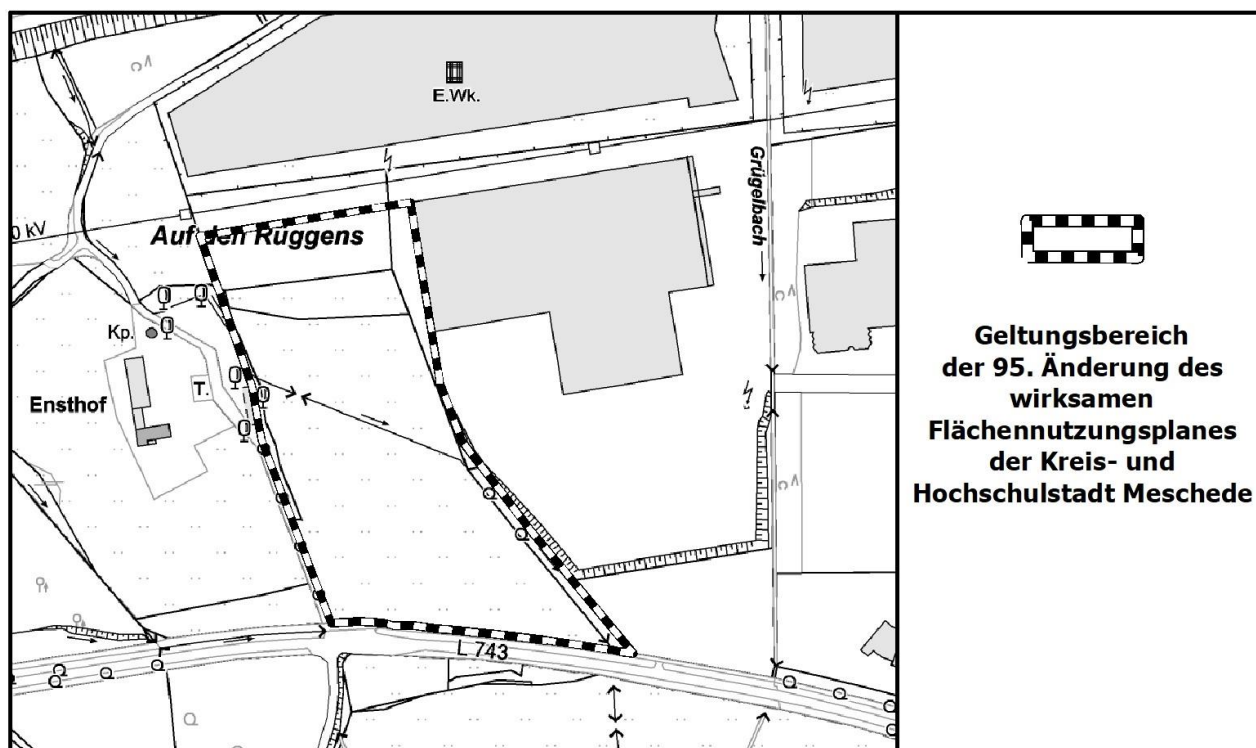 E.Wk.
Grügelbach
0 kV
Auf den Rüggens
Kp.
T.
Ensthof
L 743
Geltungsbereich
der 95. Änderung des
wirksamen
Flächennutzungsplanes
der Kreis- und
Hochschulstadt Meschede